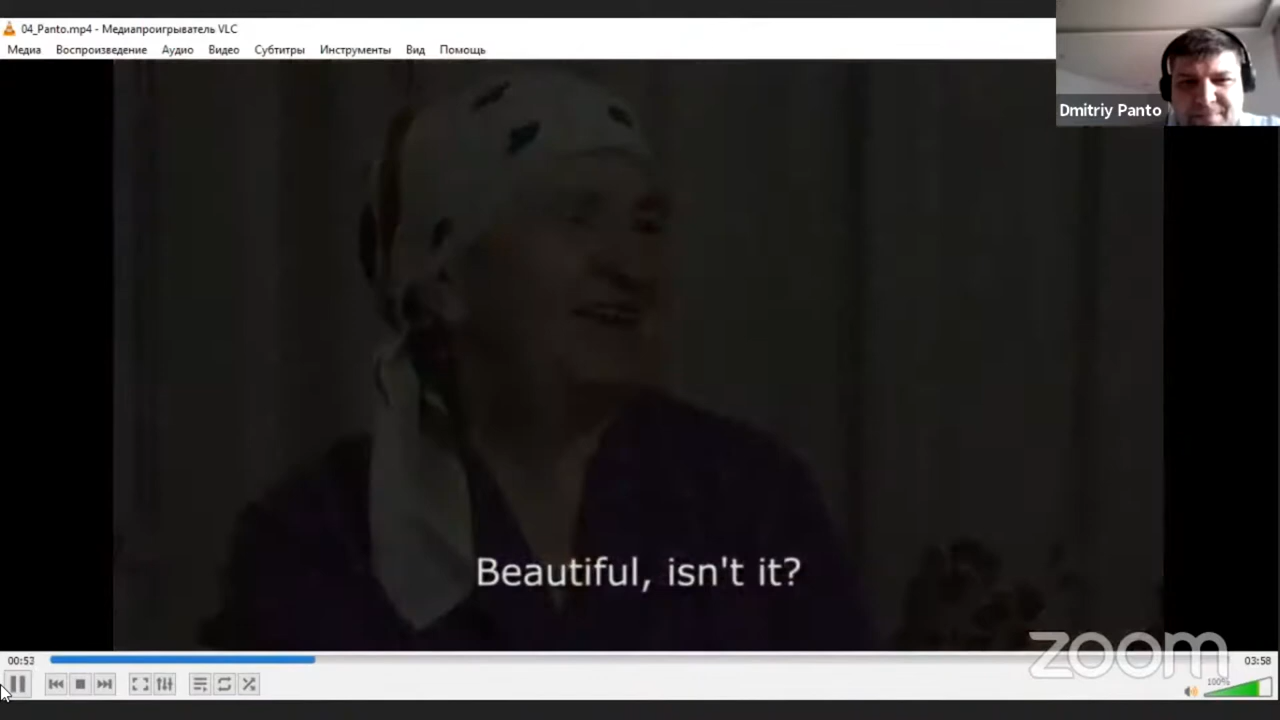 04_Panto.mp4 - Медиапроигрыватель VLC
Медиа Воспроизведение Аудио Видео Субтитры Инструменты Вид Помощь
Dmitriy Panto
Beautiful, isn't it?
zoom
00:53 03:58
100%